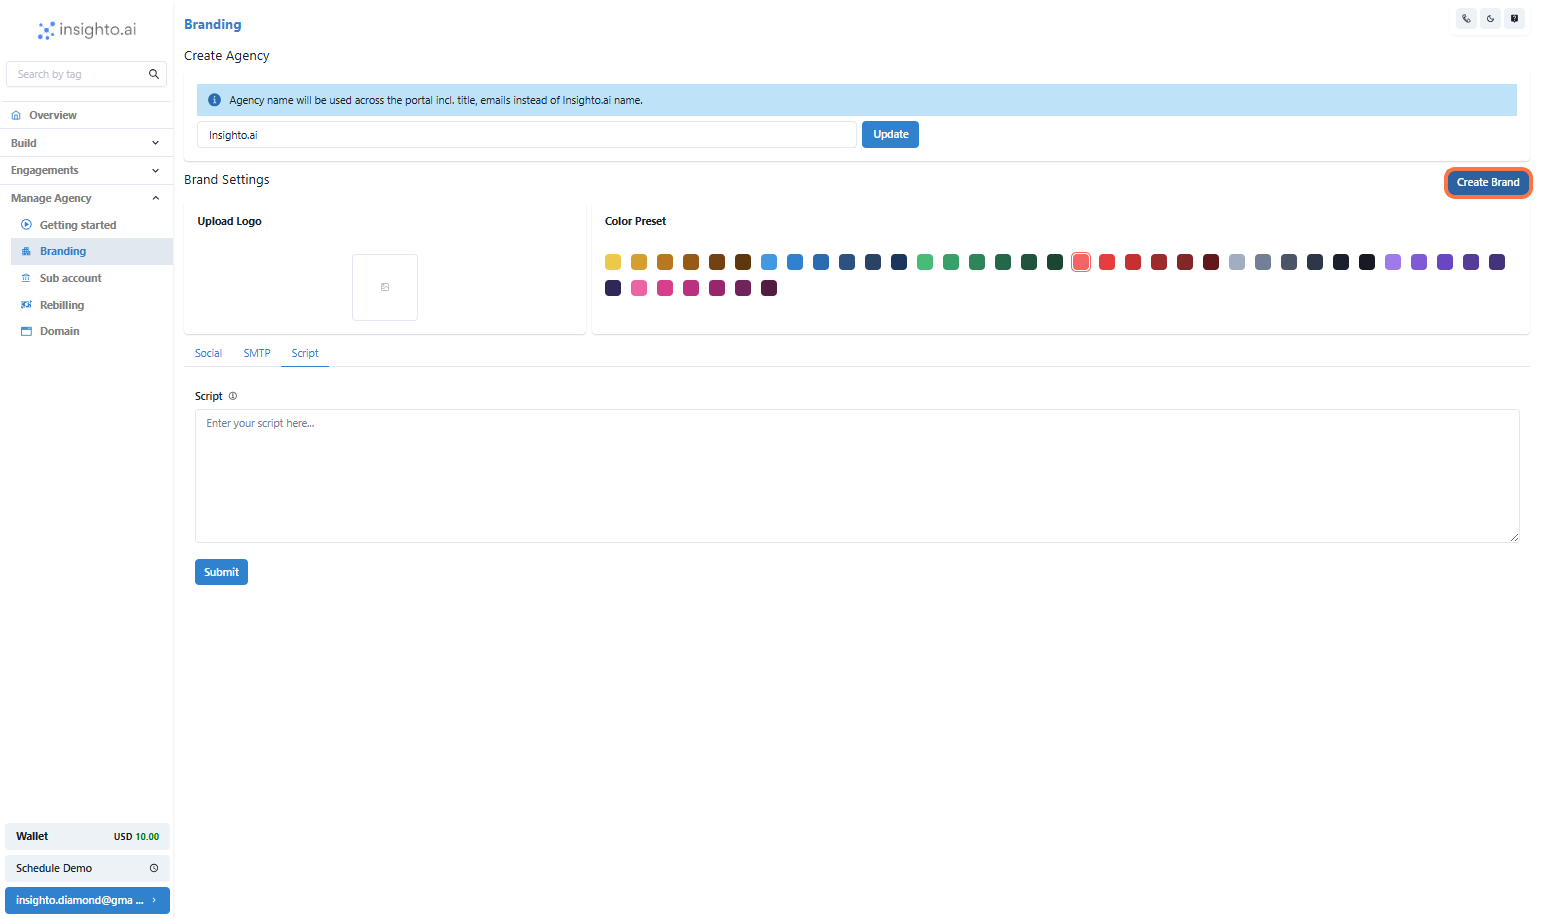 insighto.ai
Search by tag
Overview
Build
Engagements
Manage Agency
Getting started
Branding
Sub account
Rebilling
Domain
Wallet USD 10.00
Schedule Demo
insighto.diamond@gma ...
Branding
Create Agency
Agency name will be used across the portal incl. title, emails instead of Insighto.ai name.
Insighto.ai
Update
Brand Settings
Create Brand
Upload Logo
Color Preset
Social SMTP Script
Script
Enter your script here...
Submit